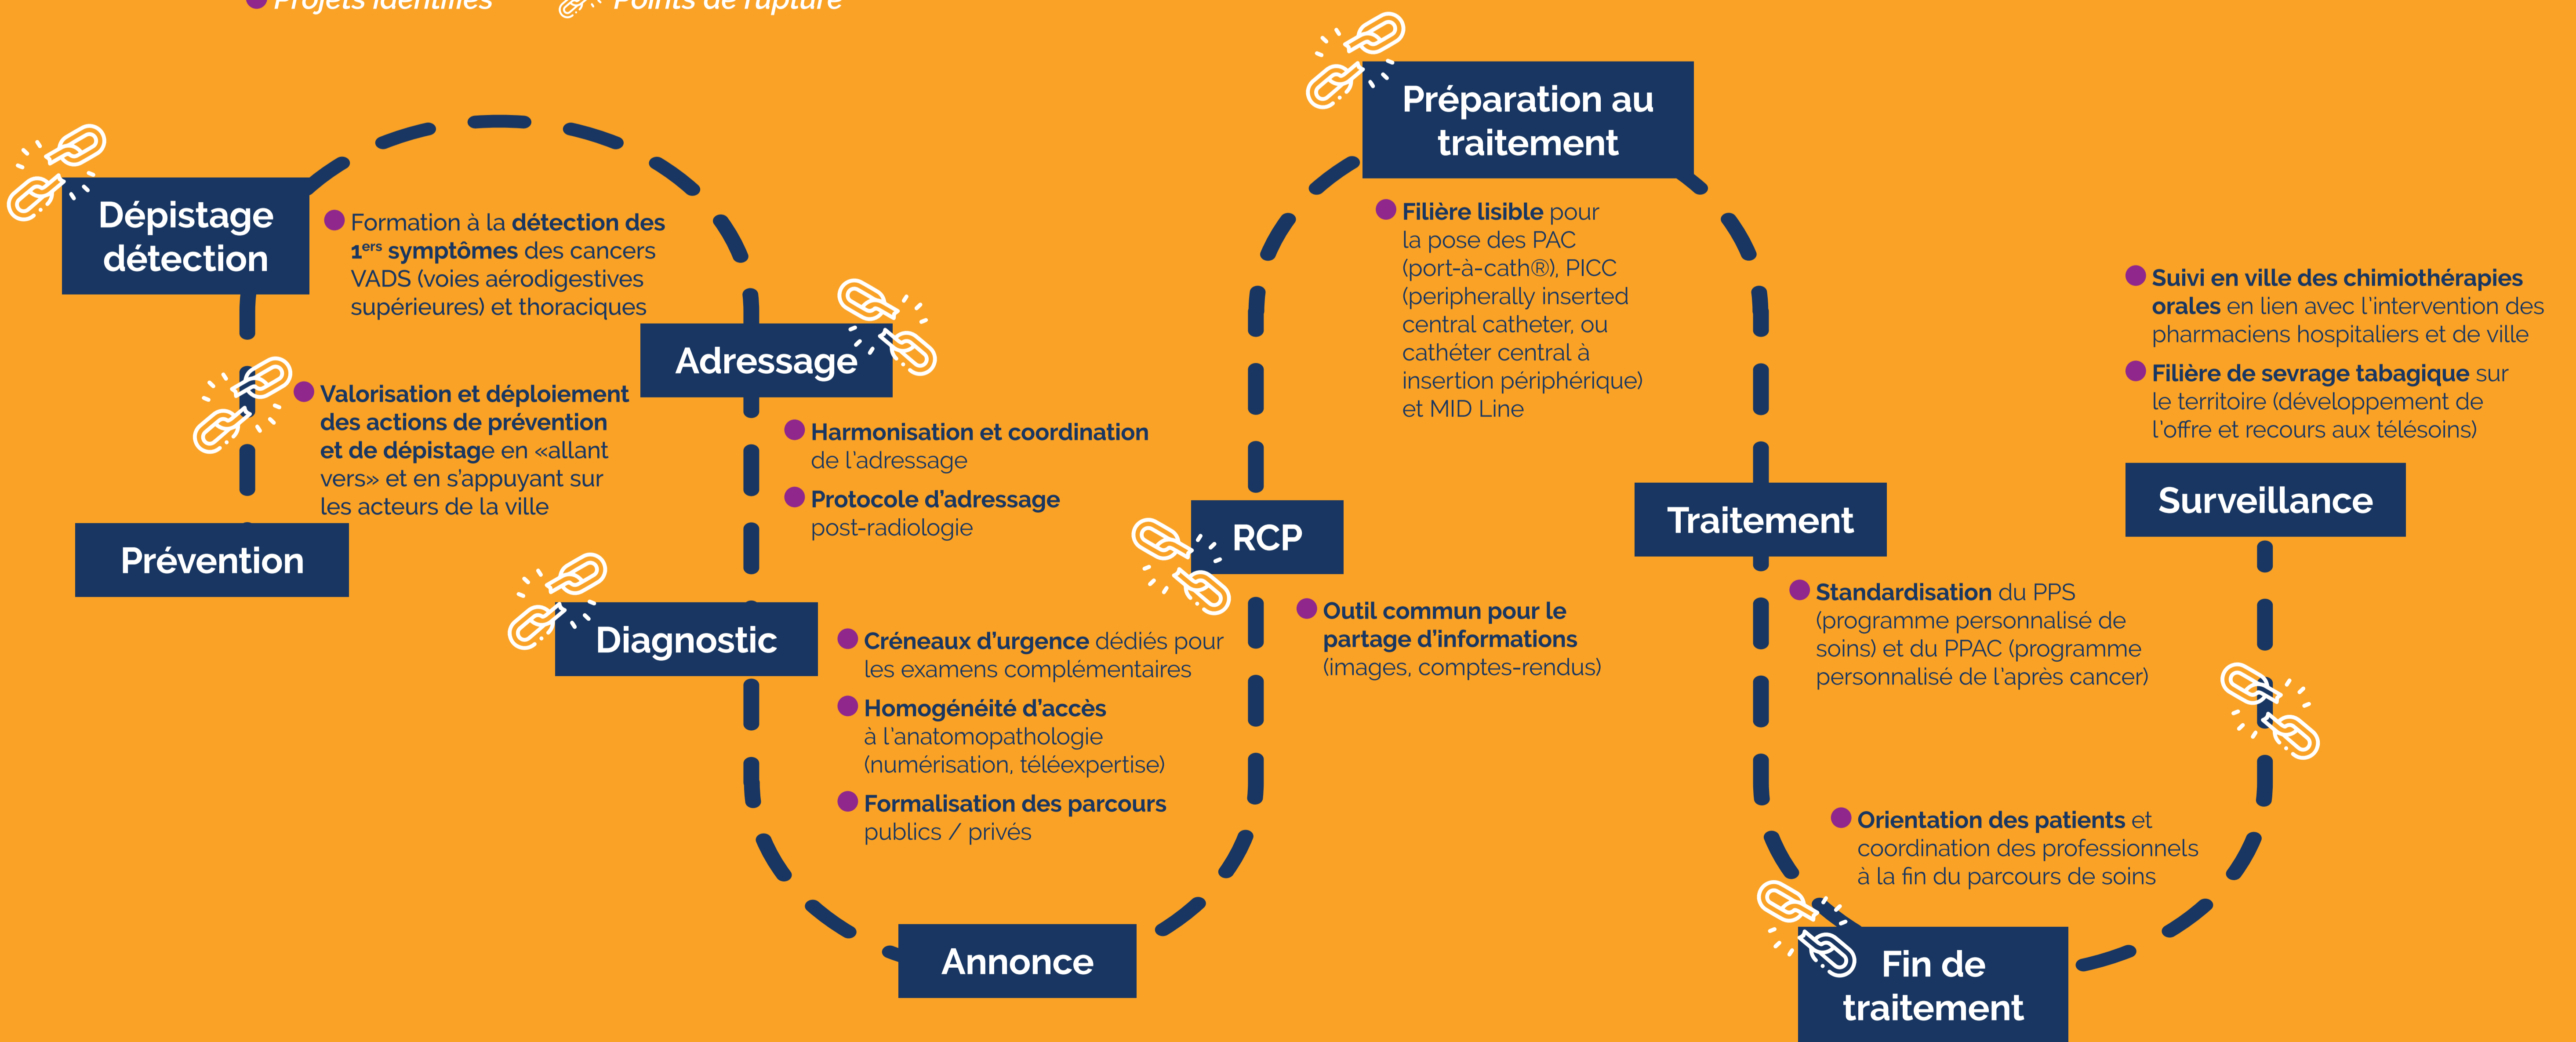 Projets identifiés
Points de rupture
Dépistage
détection
Formation à la détection des
1ers symptômes des cancers
VADS (voies aérodigestives
supérieures) et thoraciques
Valorisation et déploiement
des actions de prévention
et de dépistage en «allant
vers» et en s'appuyant sur
les acteurs de la ville
Prévention
Adressage
Harmonisation et coordination
de l'adressage
Protocole d'adressage
post-radiologie
Diagnostic
Créneaux d'urgence dédiés pour
les examens complémentaires
Homogénéité d'accès
à l'anatomopathologie
(numérisation, téléexpertise)
Formalisation des parcours
publics / privés
Annonce
RCP
Outil commun pour le
partage d'informations
(images, comptes-rendus)
Préparation au
traitement
Filière lisible pour
la pose des PAC
(port-à-cath®), PICC
(peripherally inserted
central catheter, ou
cathéter central à
insertion périphérique)
et MID Line
Traitement
Standardisation du PPS
(programme personnalisé de
soins) et du PPAC (programme
personnalisé de l'après cancer)
Orientation des patients et
coordination des professionnels
à la fin du parcours de soins
Fin de
traitement
Suivi en ville des chimiothérapies
orales en lien avec l'intervention des
pharmaciens hospitaliers et de ville
Filière de sevrage tabagique sur
le territoire (développement de
l'offre et recours aux télésoins)
Surveillance